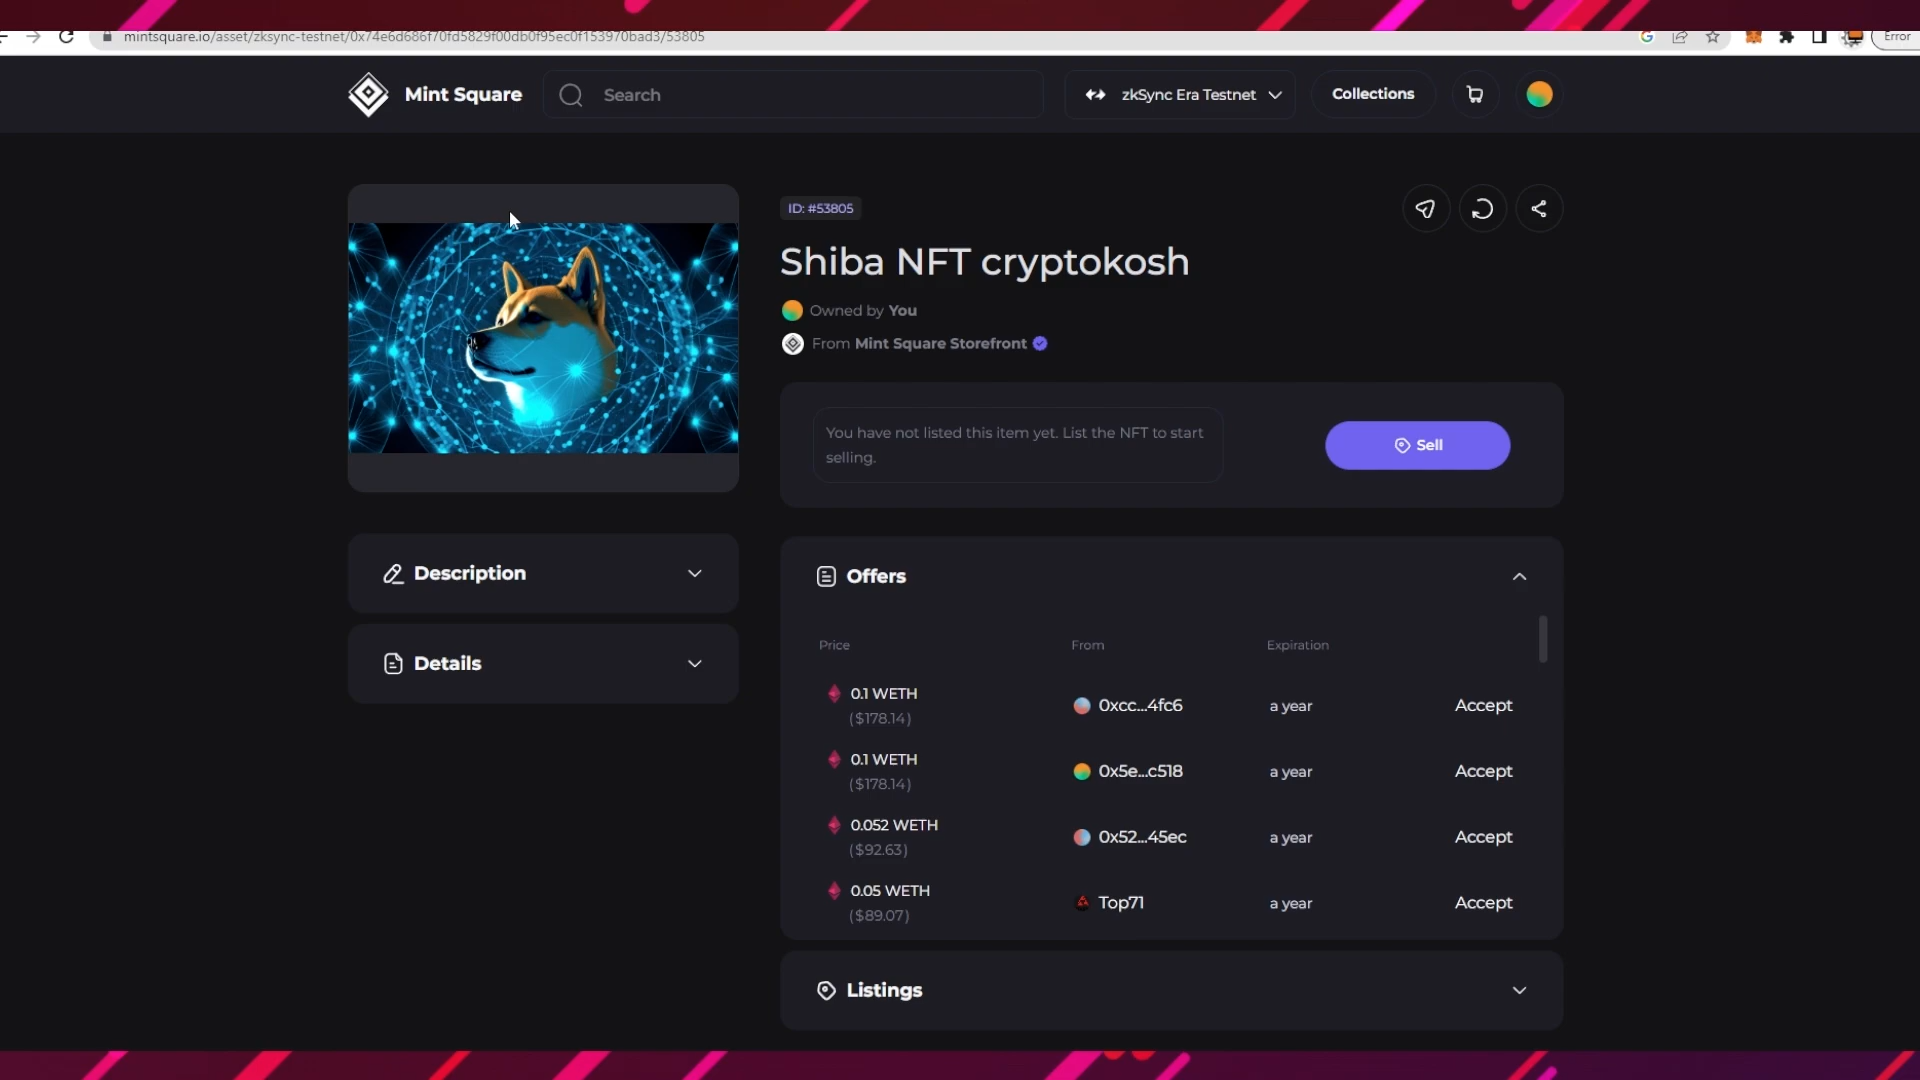 mintsquare.io/asset/zksync-testnet/0x74e6d686f70fd5829f00db0f95ec0f153970bad3/53805
Error
Mint Square
Search
zkSync Era Testnet
Collections
ID: #53805
Shiba NFT cryptokosh
Owned by You
From Mint Square Storefront
You have not listed this item yet. List the NFT to start
selling.
Sell
Description
Details
Offers
Price From Expiration
0.1 WETH
($178.14)
0xcc...4fc6 a year Accept
0.1 WETH
($178.14)
0x5e...c518 a year Accept
0.052 WETH
($92.63)
0x52...45ec a year Accept
0.05 WETH
($89.07)
Top71 a year Accept
Listings